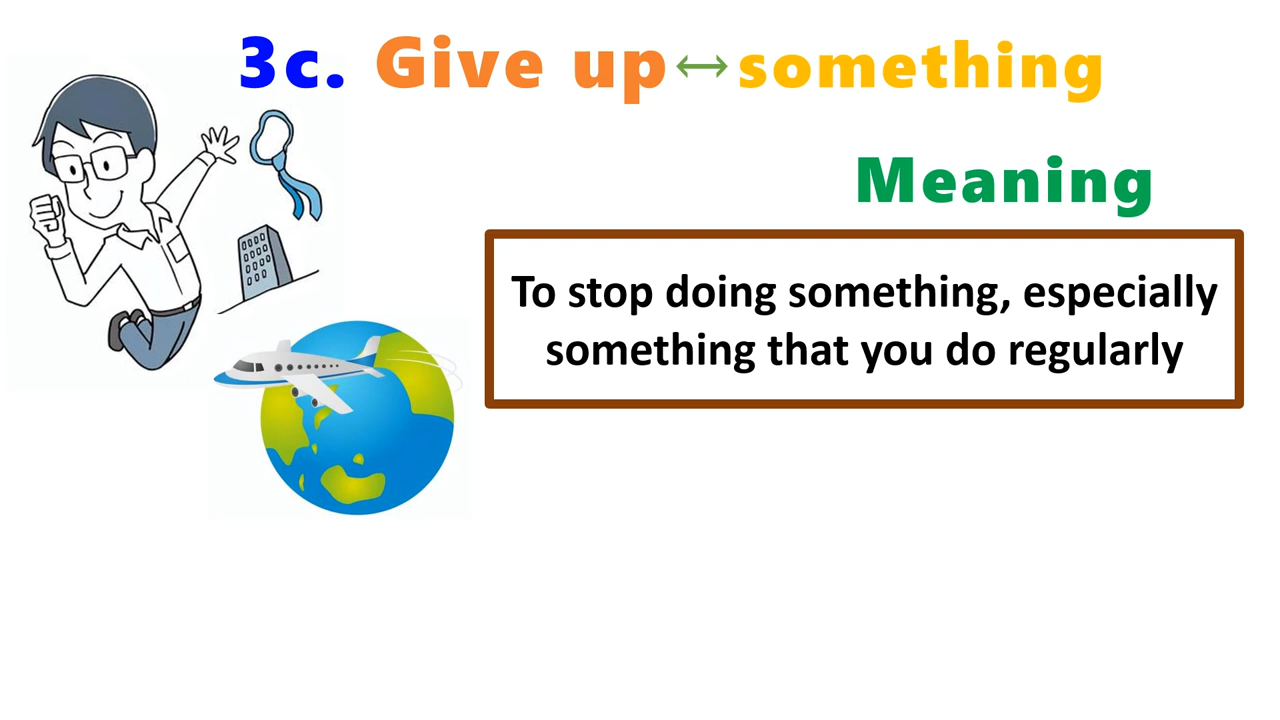 3c. Give up↔something
Meaning
To stop doing something, especially
something that you do regularly